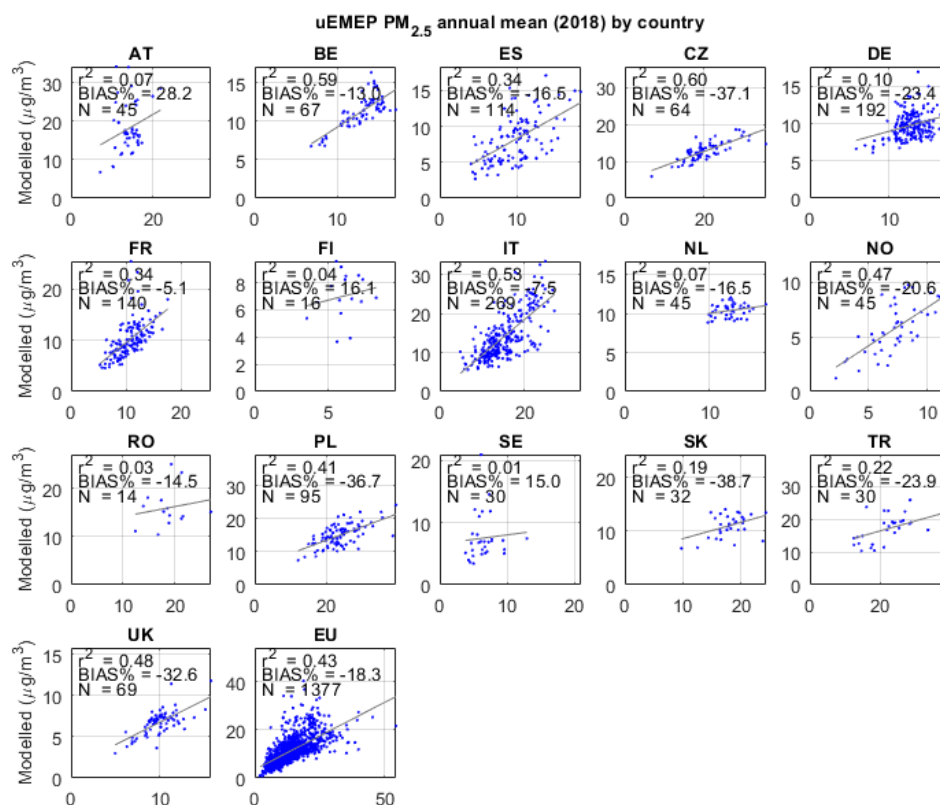 uEMEP PM2.5 annual mean (2018) by country
AT
BE
ES
CZ
DE
r2 = 0.07
BIAS% = 28.2
N = 45
r2 = 0.59
BIAS% = -13.0
N = 67
r2 = 0.34
BIAS% = -16.5
N = 114
r2 = 0.60
BIAS% = -37.1
N = 64
r2 = 0.10
BIAS% = -23.4
N = 192
Modelled (μg/m3)
30
20
10
0
0
20
15
10
5
0
0
10
15
10
5
0
0
10
30
20
10
0
0
20
15
10
5
0
0
10
FR
FI
IT
NL
NO
r2 = 0.34
BIAS% = -5.1
N = 140
r2 = 0.04
BIAS% = 16.1
N = 16
r2 = 0.53
BIAS% = -7.5
N = 269
r2 = 0.07
BIAS% = -16.5
N = 45
r2 = 0.47
BIAS% = -20.6
N = 45
Modelled (μg/m3)
20
10
0
0
10
20
8
6
4
2
0
0
5
30
20
10
0
0
10
20
15
10
5
0
0
10
10
5
0
0
5
10
RO
PL
SE
SK
TR
r2 = 0.03
BIAS% = -14.5
N = 14
r2 = 0.41
BIAS% = -36.7
N = 95
r2 = 0.01
BIAS% = 15.0
N = 30
r2 = 0.19
BIAS% = -38.7
N = 32
r2 = 0.22
BIAS% = -23.9
N = 30
Modelled (μg/m3)
20
10
0
0
10
20
30
20
10
0
0
20
20
10
0
0
10
20
20
10
0
0
10
20
30
20
10
0
0
20
UK
EU
r2 = 0.48
BIAS% = -32.6
N = 69
r2 = 0.43
BIAS% = -18.3
N = 1377
Modelled (μg/m3)
15
10
5
0
0
10
40
20
0
0
50